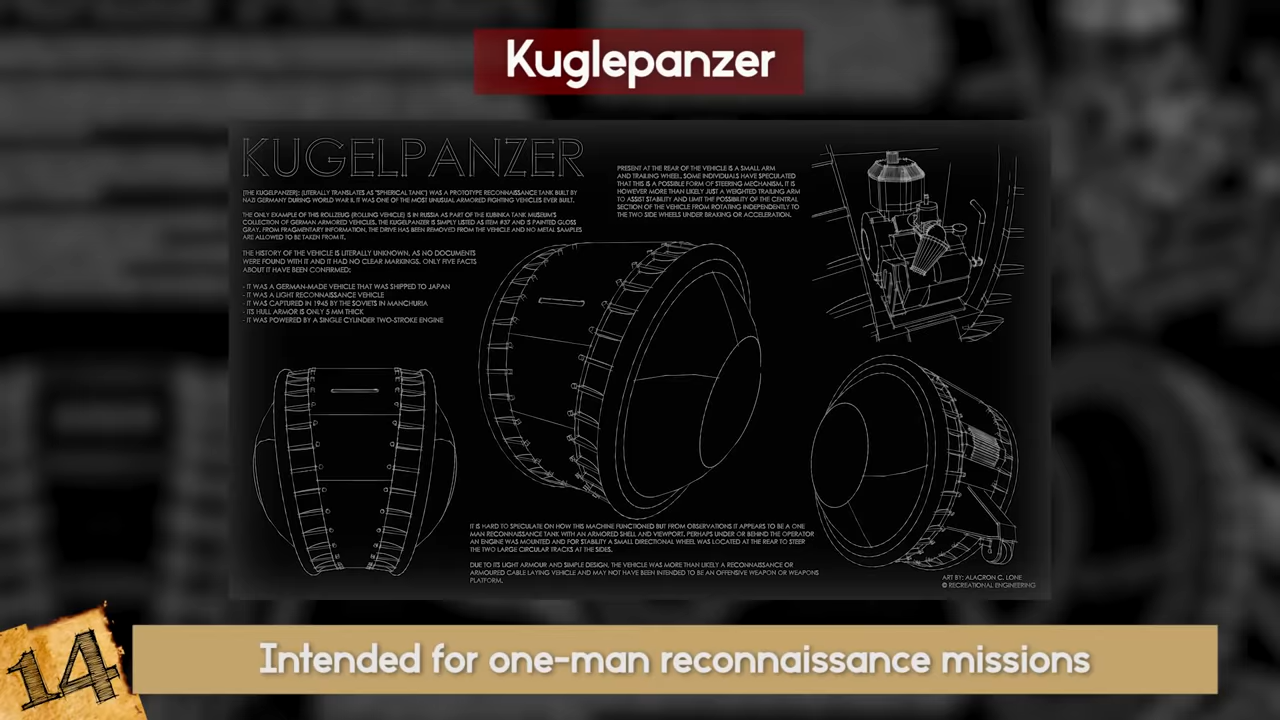 Kuglepanzer
KUGELPANZER
[THE KUGELPANZER]: (LITERALLY TRANSLATES AS "SPHERICAL TANK") WAS A PROTOTYPE RECONNAISSANCE TANK BUILT BY
NAZI GERMANY DURING WORLD WAR II. IT WAS ONE OF THE MOST UNUSUAL ARMORED FIGHTING VEHICLES EVER BUILT.
THE ONLY EXAMPLE OF THIS ROLLZEUG (ROLLING VEHICLE) IS IN RUSSIA AS PART OF THE KUBINKA TANK MUSEUM'S
COLLECTION OF GERMAN ARMORED VEHICLES. THE KUGELPANZER IS SIMPLY LISTED AS ITEM #37 AND IS PAINTED GLOSS
GRAY. FROM FRAGMENTARY INFORMATION, THE DRIVE HAS BEEN REMOVED FROM THE VEHICLE AND NO METAL SAMPLES
ARE ALLOWED TO BE TAKEN FROM IT.
THE HISTORY OF THE VEHICLE IS LITERALLY UNKNOWN, AS NO DOCUMENTS
WERE FOUND WITH IT AND IT HAD NO CLEAR MARKINGS. ONLY FIVE FACTS
ABOUT IT HAVE BEEN CONFIRMED:
- IT WAS A GERMAN-MADE VEHICLE THAT WAS SHIPPED TO JAPAN
- IT WAS A LIGHT RECONNAISSANCE VEHICLE
- IT WAS CAPTURED IN 1945 BY THE SOVIETS IN MANCHURIA
- ITS HULL ARMOR IS ONLY 5 MM THICK
- IT WAS POWERED BY A SINGLE CYLINDER TWO-STROKE ENGINE
PRESENT AT THE REAR OF THE VEHICLE IS A SMALL ARM
AND TRAILING WHEEL. SOME INDIVIDUALS HAVE SPECULATED
THAT THIS IS A POSSIBLE FORM OF STEERING MECHANISM. IT IS
HOWEVER MORE THAN LIKELY JUST A WEIGHTED TRAILING ARM
TO ASSIST STABILITY AND LIMIT THF POSSIBILITY OF THE CENTRAL
SECTION OF THE VEHICLE FROM ROTATING INDEPENDENTLY TO
THE TWO SIDE WHEELS UNDER BRAKING OR ACCELERATION.
IT IS HARD TO SPECULATE ON HOW THIS MACHINE FUNCTIONED BUT FROM OBSERVATIONS IT APPEARS TO BE A ONE
MAN RECONNAISSANCE TANK WITH AN ARMORED SHELL AND VIEWPORT. PERHAPS UNDER OR BEHIND THE OPERATOR
AN ENGINE WAS MOUNTED AND FOR STABILITY A SMALL DIRECTIONAL WHEEL WAS LOCATED AT THE REAR TO STEER
THE TWO LARGE CIRCULAR TRACKS AT THE SIDES.
DUE TO ITS LIGHT ARMOUR AND SIMPLE DESIGN, THE VEHICLE WAS MORE THAN LIKELY A RECONNAISSANCE OR
ARMOURED CABLE LAYING VEHICLE AND MAY NOT HAVE BEEN INTENDED TO BE AN OFFENSIVE WEAPON OR WEAPONS
PLATFORM.
ART BY: ALACRON C. LONE
© RECREATIONAL ENGINEERING
14
Intended for one-man reconnaissance missions